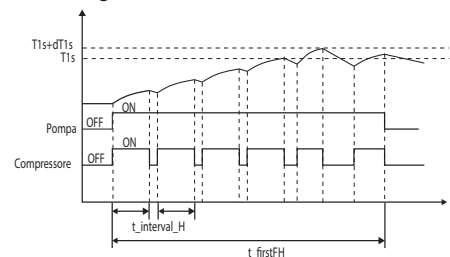 T1s+dT1s
T1s
ON
Pompa
OFF
ON
Compressore
OFF
t_interval_H
t_firstFH